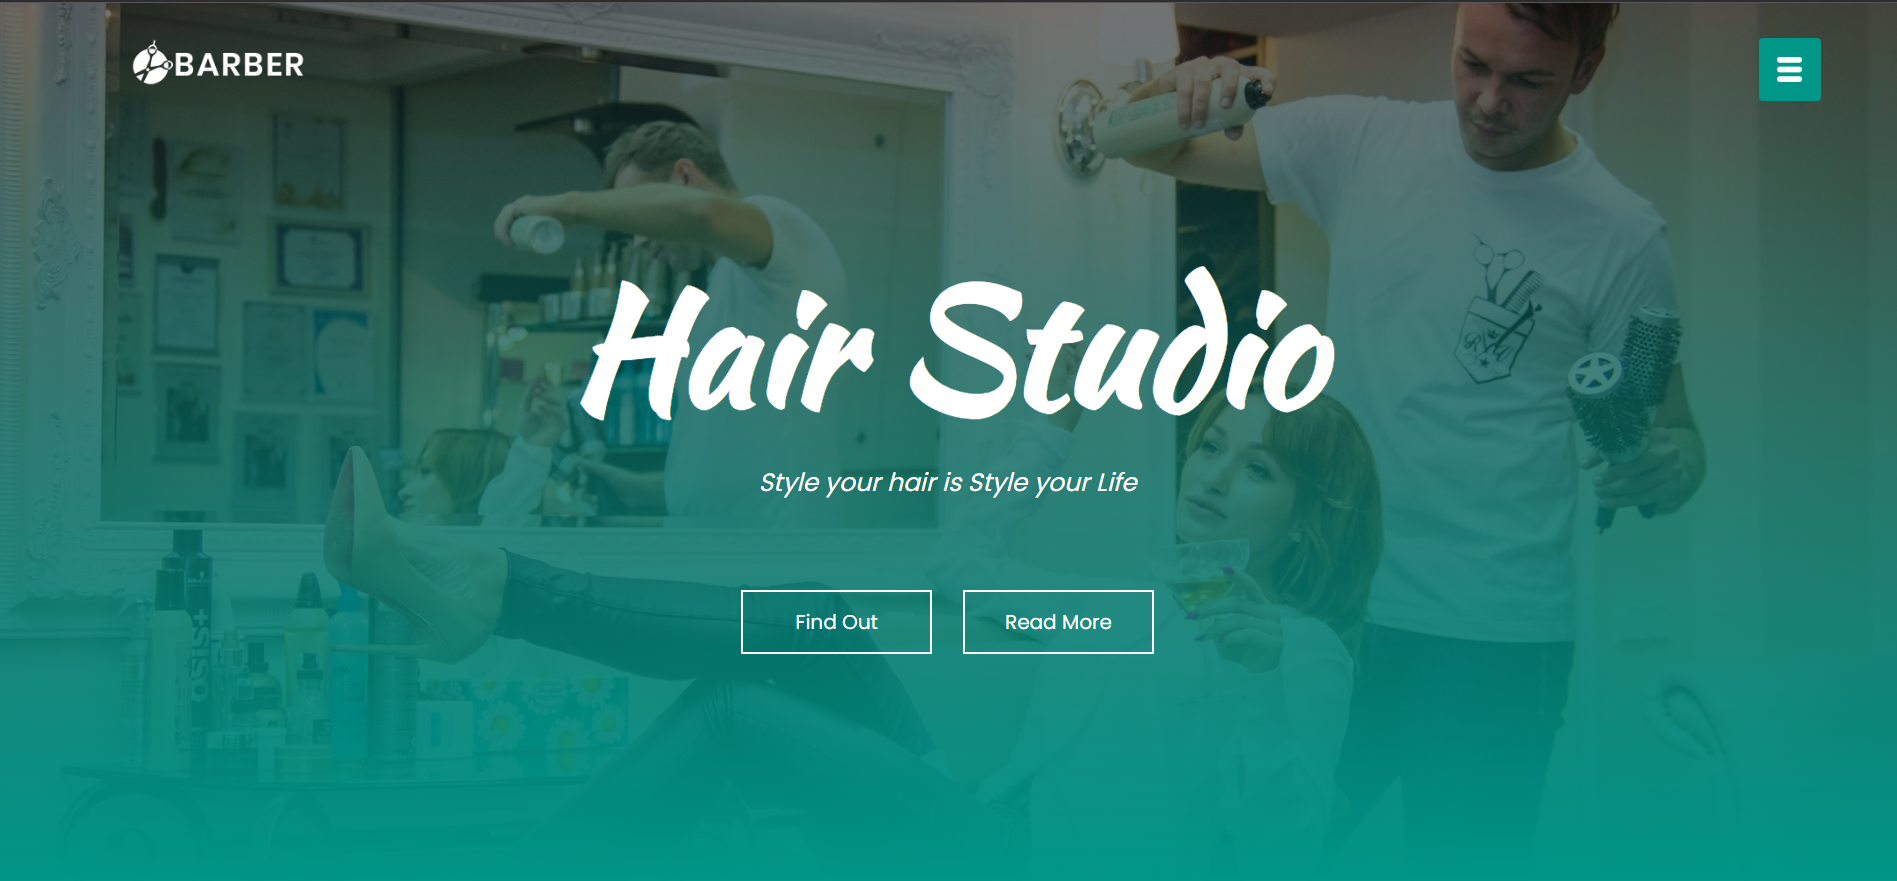 BARBER
Hair Studio
Style your hair is Style your Life
Find Out
Read More
OSiS+